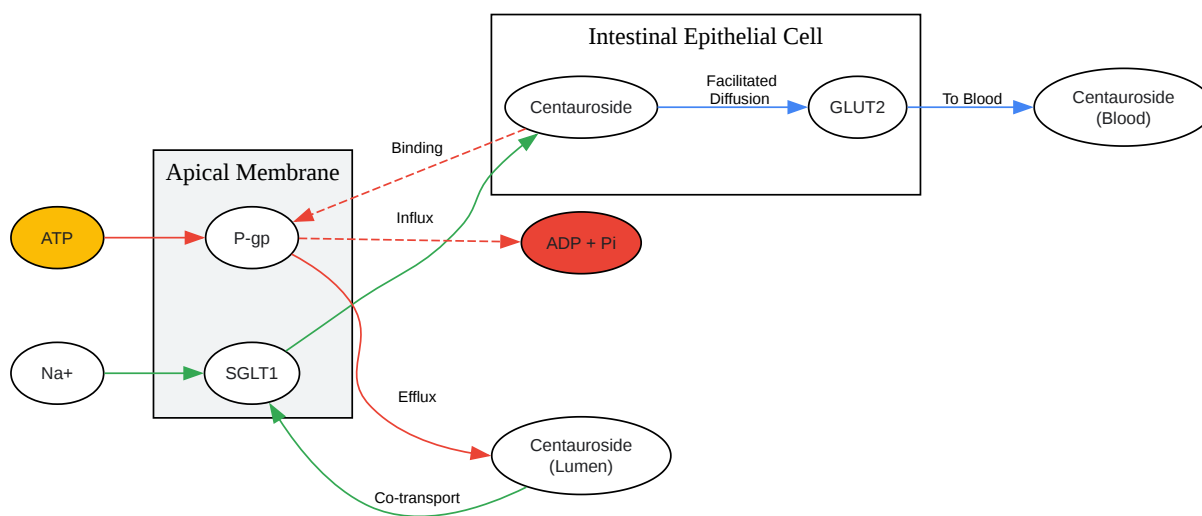 Intestinal Epithelial Cell
Centauroside
Facilitated
Diffusion
GLUT2
To Blood
Centauroside
(Blood)
Binding
Apical Membrane
Influx
ATP
P-gp
ADP + Pi
Na+
SGLT1
Efflux
Centauroside
(Lumen)
Co-transport